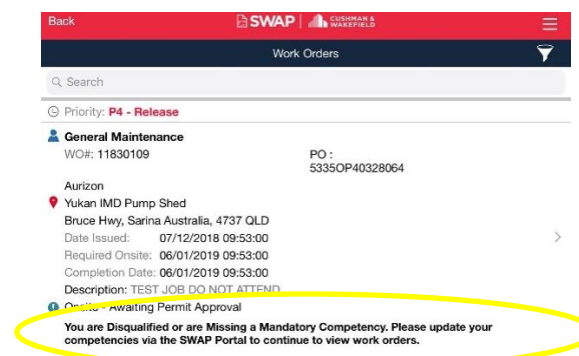 Back SWAP CUSHMAN & WAKEFIELD
Work Orders
Search
Priority: P4 - Release
General Maintenance
WO#: 11830109 PO :
5335OP40328064
Aurizon
Yukan IMD Pump Shed
Bruce Hwy, Sarina Australia, 4737 QLD
Date Issued: 07/12/2018 09:53:00
Required Onsite: 06/01/2019 09:53:00
Completion Date: 06/01/2019 09:53:00
Description: TEST JOB DO NOT ATTEND
Onsite - Awaiting Permit Approval
You are Disqualified or are Missing a Mandatory Competency. Please update your
competencies via the SWAP Portal to continue to view work orders.